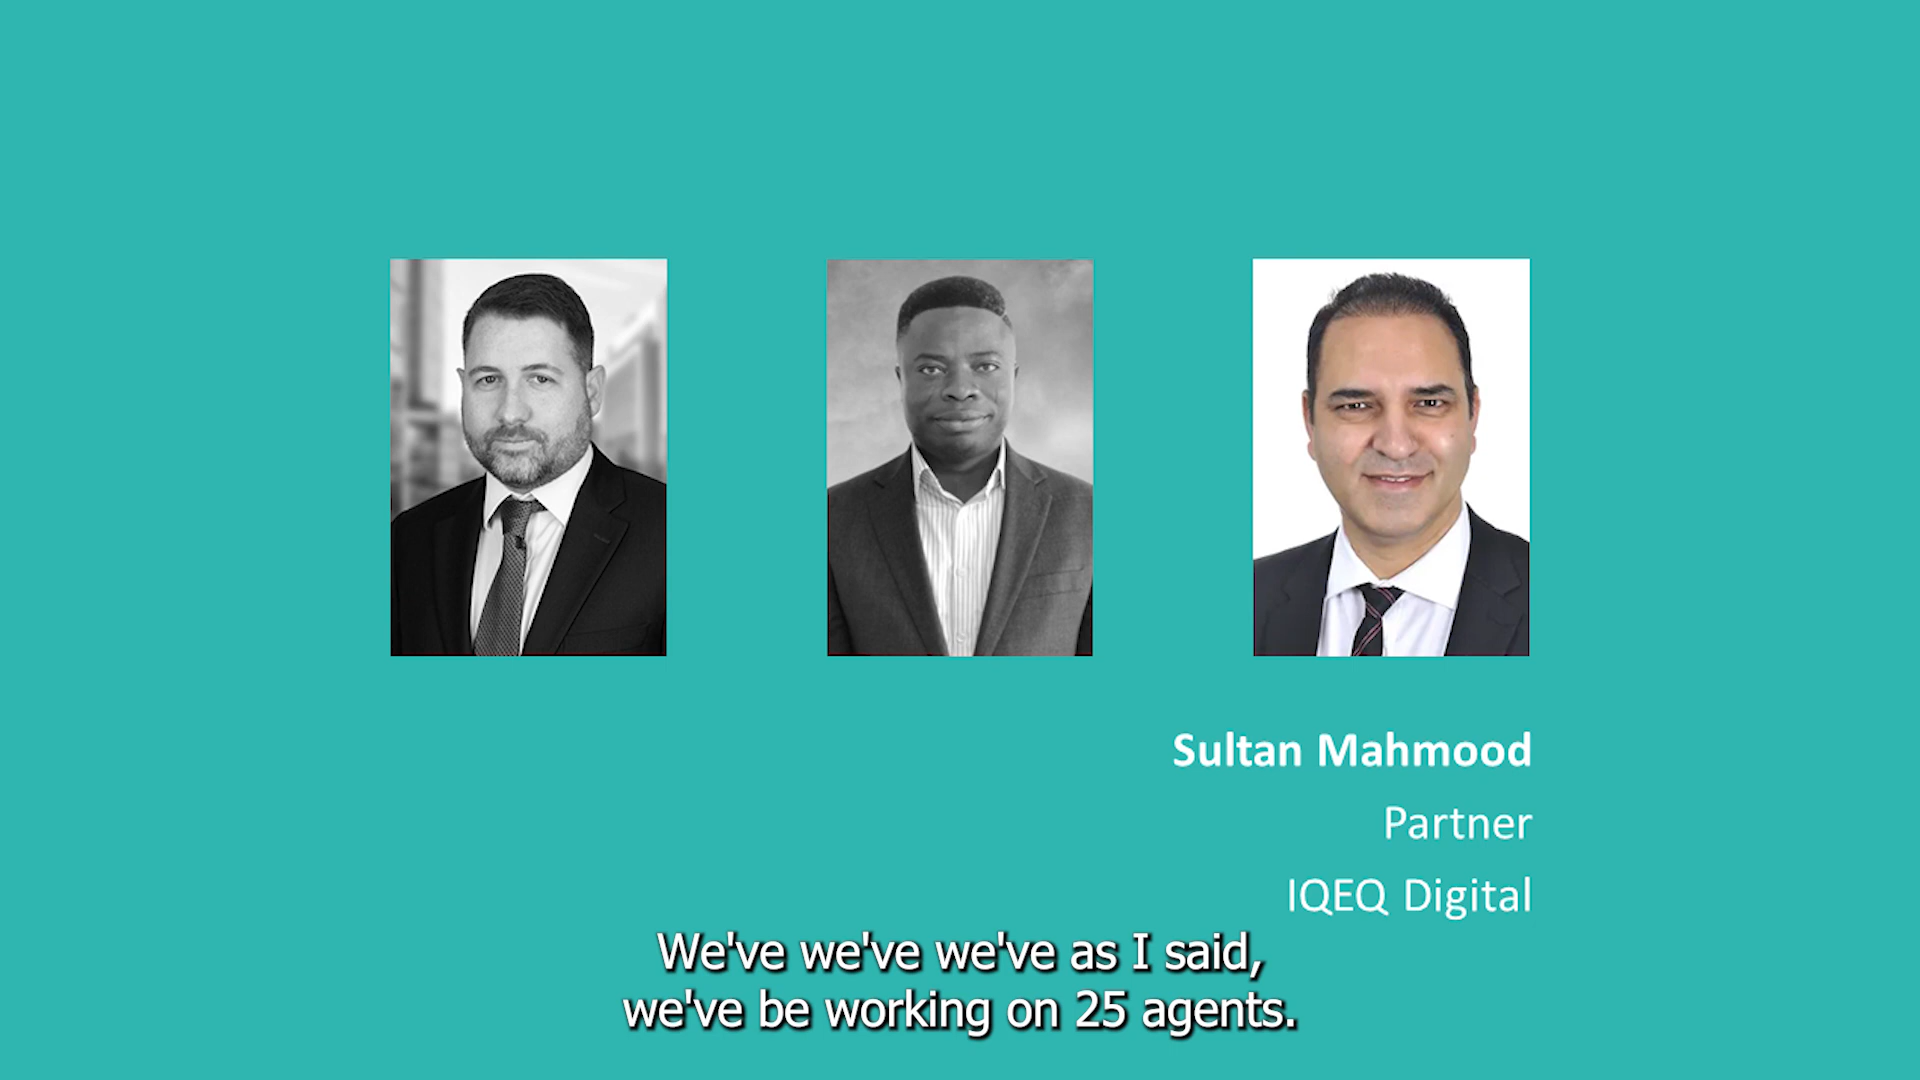 Sultan Mahmood
Partner
IQEQ Digital
We've we've we've as I said,
we've be working on 25 agents.